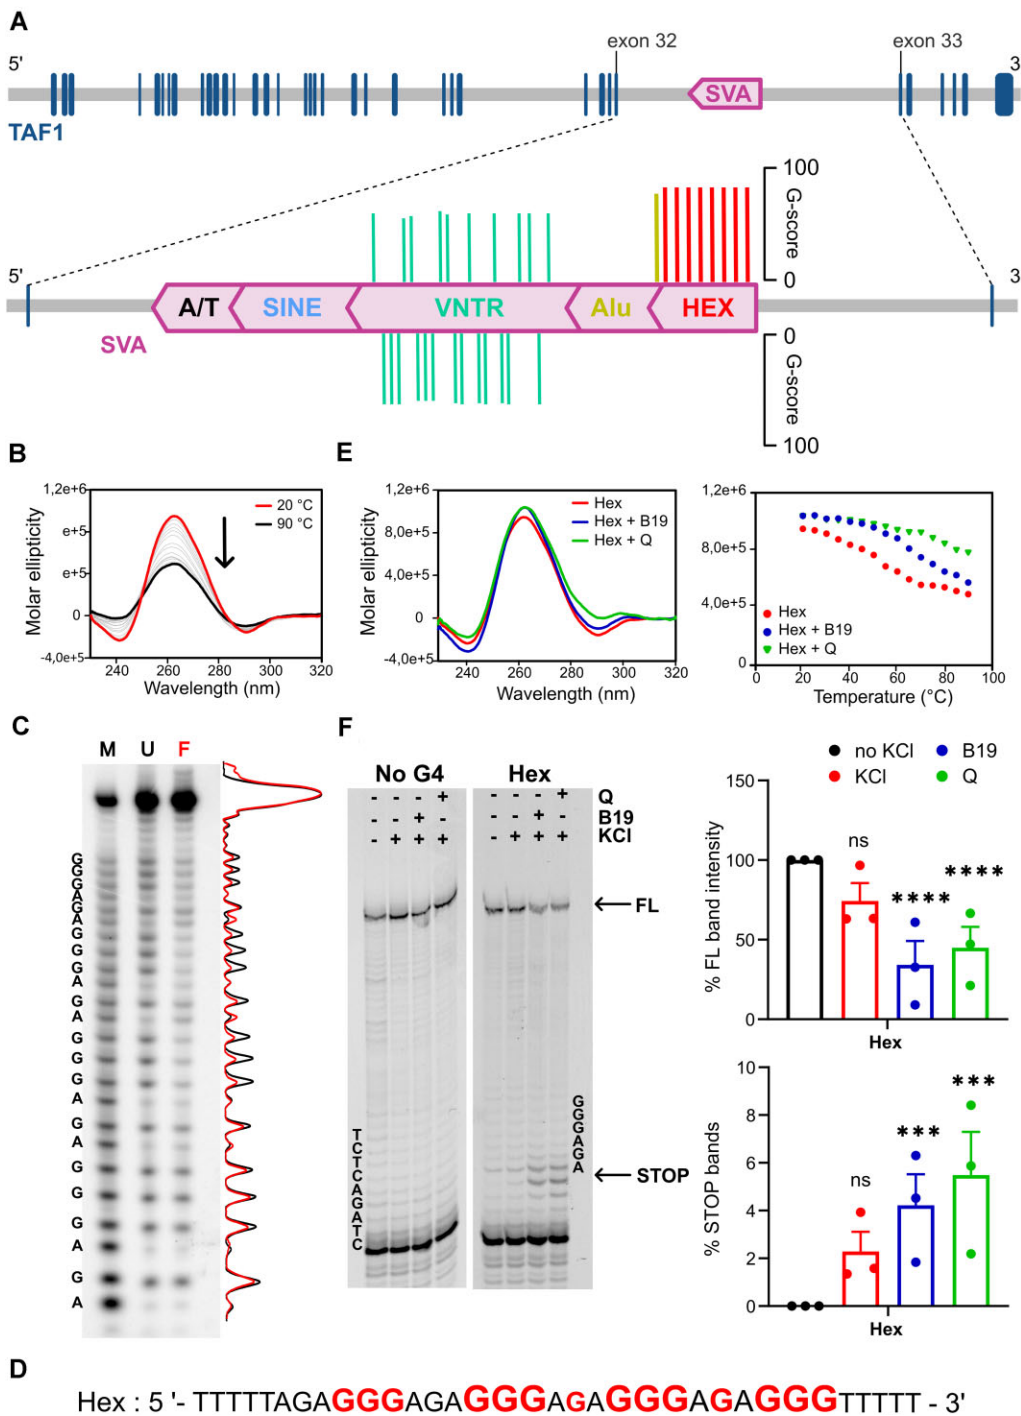 A
5'
exon 32
exon 33
3'
SVA
TAF1
100
G-score
0
5'
3'
A/T
SINE
VNTR
Alu
HEX
SVA
0
G-score
100
B
1,2e+6
e+5
e+5
0
-4,0e+5
Molar ellipticity
20 °C
90 °C
240
260
280
300
320
Wavelength (nm)
E
1,2e+6
8,0e+5
4,0e+5
0
-4,0e+5
Molar ellipticity
Hex
Hex + B19
Hex + Q
240
260
280
300
320
Wavelength (nm)
1,2e+6
8,0e+5
4,0e+5
0
Hex
Hex + B19
Hex + Q
0
20
40
60
80
100
Temperature (°C)
C
M U F
G
G
G
A
G
A
G
G
G
A
G
A
G
G
G
A
G
A
G
G
G
A
G
A
F
No G4
Hex
- - - + Q - - - +
- - + - B19 - - + -
- + + + KCl - + + +
FL
STOP
T
C
T
C
A
G
A
T
C
G
G
G
A
G
A
no KCl
KCl
B19
Q
150
100
50
0
% FL band intensity
ns
****
****
Hex
10
8
6
4
2
0
% STOP bands
ns
***
***
Hex
D
Hex : 5 '- TTTTTAGAGGGAGAGGGAGAGGGAGAGGGTTTTT - 3'